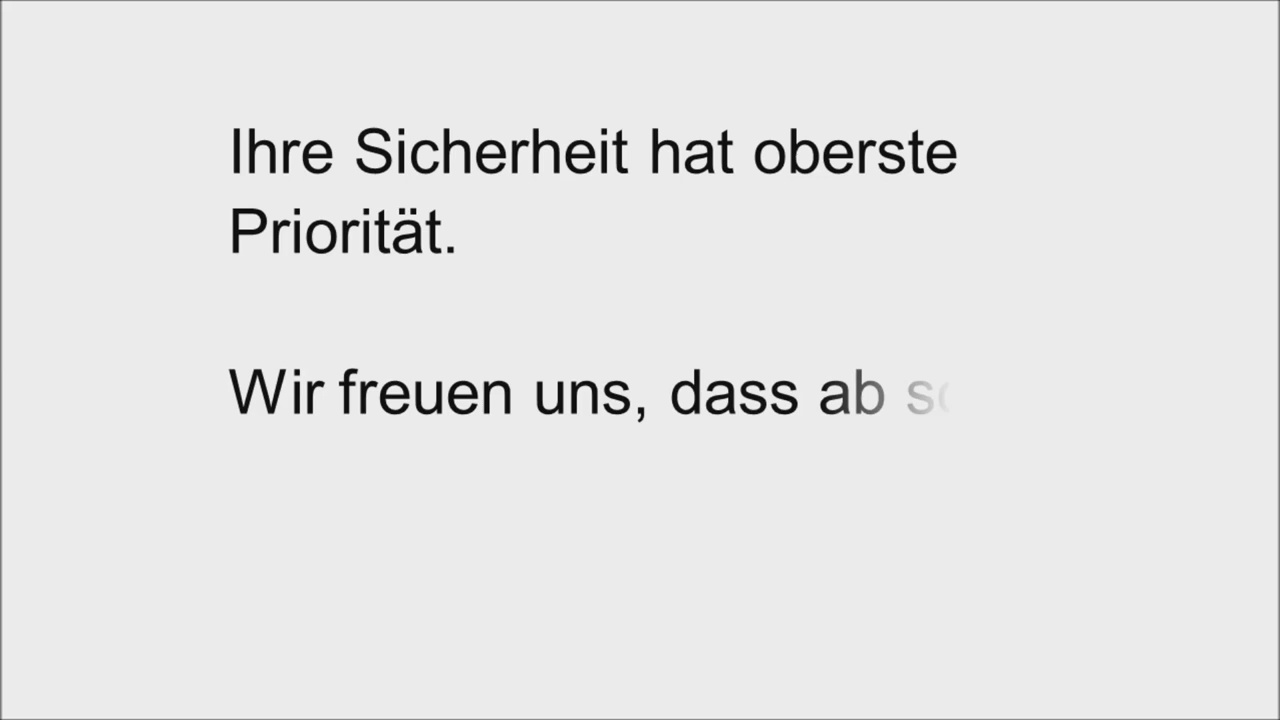 Ihre Sicherheit hat oberste
Priorität.
Wir freuen uns, dass ab